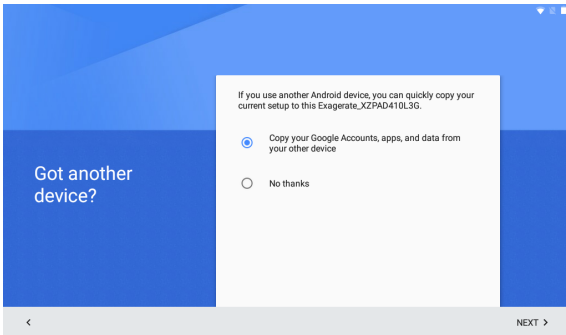 If you use another Android device, you can quickly copy your
current setup to this Exagerate_XZPAD410L3G.
Copy your Google Accounts, apps, and data from
your other device
No thanks
Got another
device?
NEXT